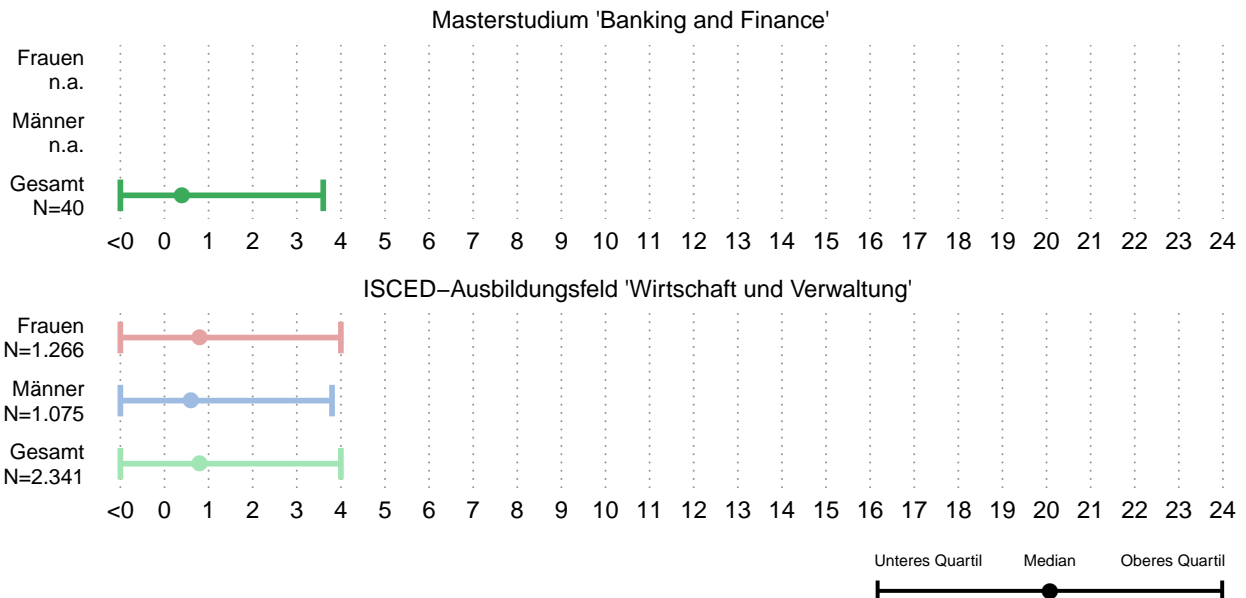 Masterstudium 'Banking and Finance'
Frauen
n.a.
Männer
n.a.
Gesamt
N=40
<0 0 1 2 3 4 5 6 7 8 9 10 11 12 13 14 15 16 17 18 19 20 21 22 23 24
ISCED−Ausbildungsfeld 'Wirtschaft und Verwaltung'
Frauen
N=1.266
Männer
N=1.075
Gesamt
N=2.341
<0 0 1 2 3 4 5 6 7 8 9 10 11 12 13 14 15 16 17 18 19 20 21 22 23 24
Unteres Quartil Median Oberes Quartil